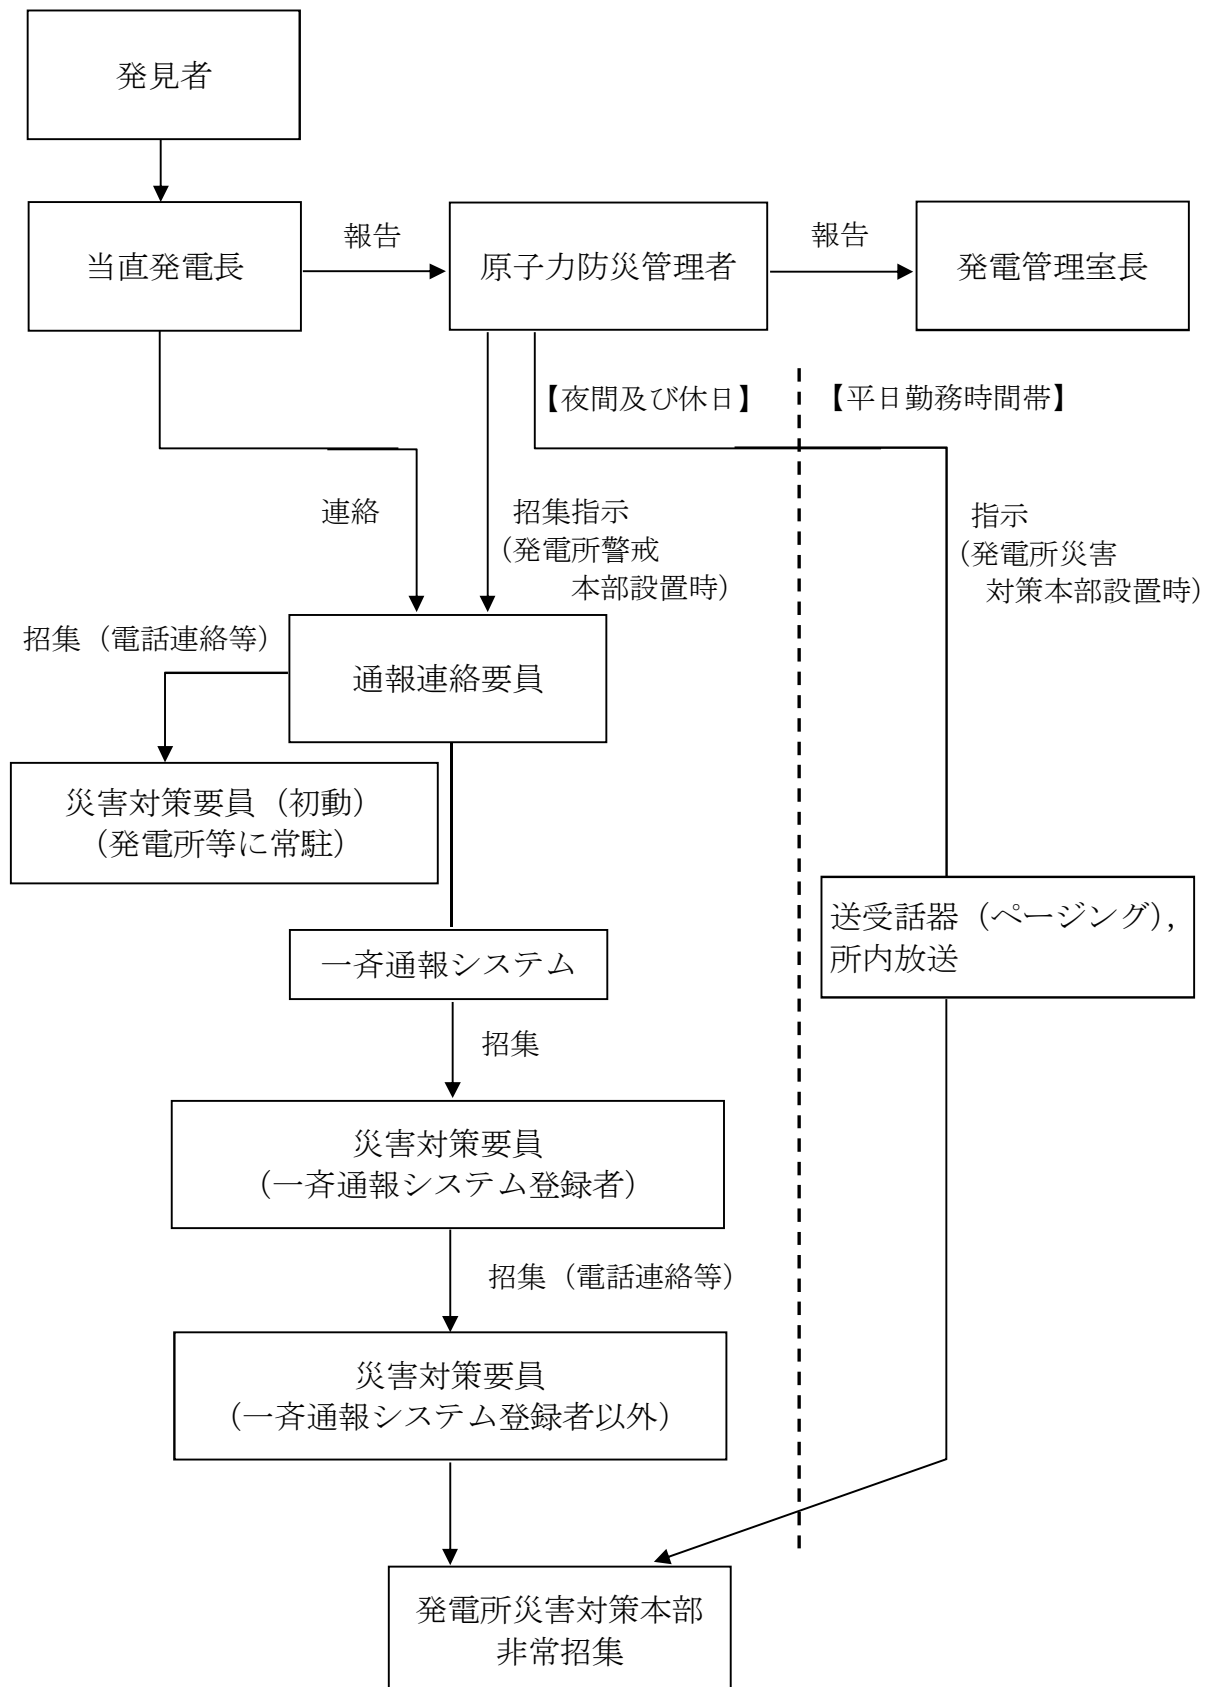 発見者
当直発電長
報告
原子力防災管理者
報告
発電管理室長
【夜間及び休日】
【平日勤務時間帯】
連絡
招集指示
（発電所警戒
本部設置時）
指示
（発電所災害
対策本部設置時）
招集（電話連絡等）
通報連絡要員
災害対策要員（初動）
（発電所等に常駐）
送受話器（ページング），
所内放送
一斉通報システム
招集
災害対策要員
（一斉通報システム登録者）
招集（電話連絡等）
災害対策要員
（一斉通報システム登録者以外）
発電所災害対策本部
非常招集